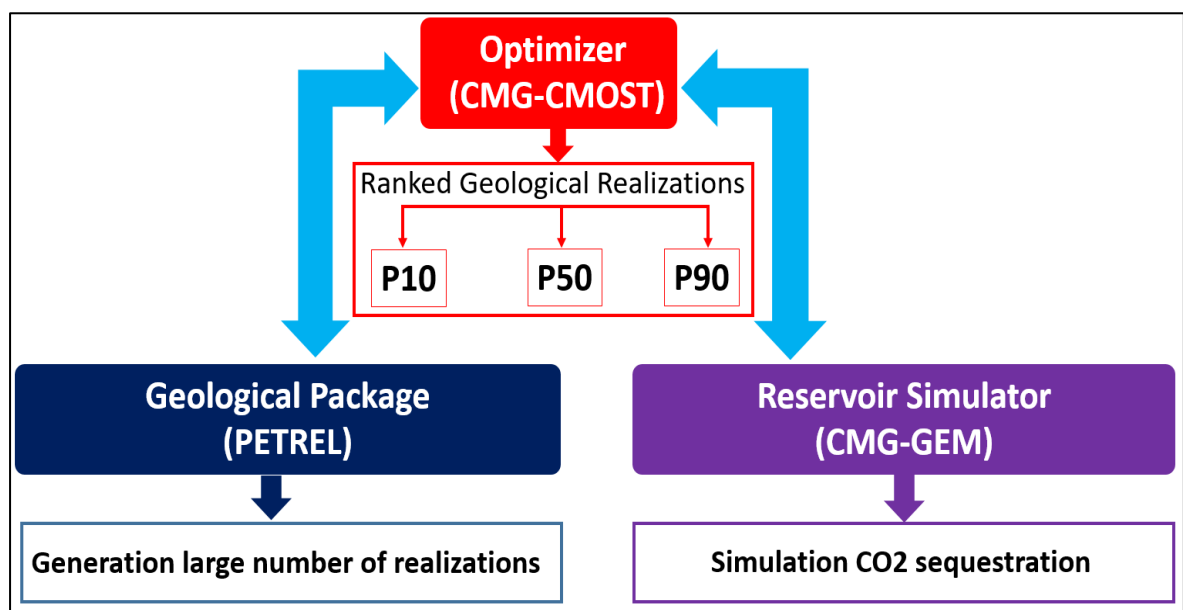 Optimizer
(CMG-CMOST)
Ranked Geological Realizations
P10
P50
P90
Geological Package
(PETREL)
Reservoir Simulator
(CMG-GEM)
Generation large number of realizations
Simulation CO2 sequestration